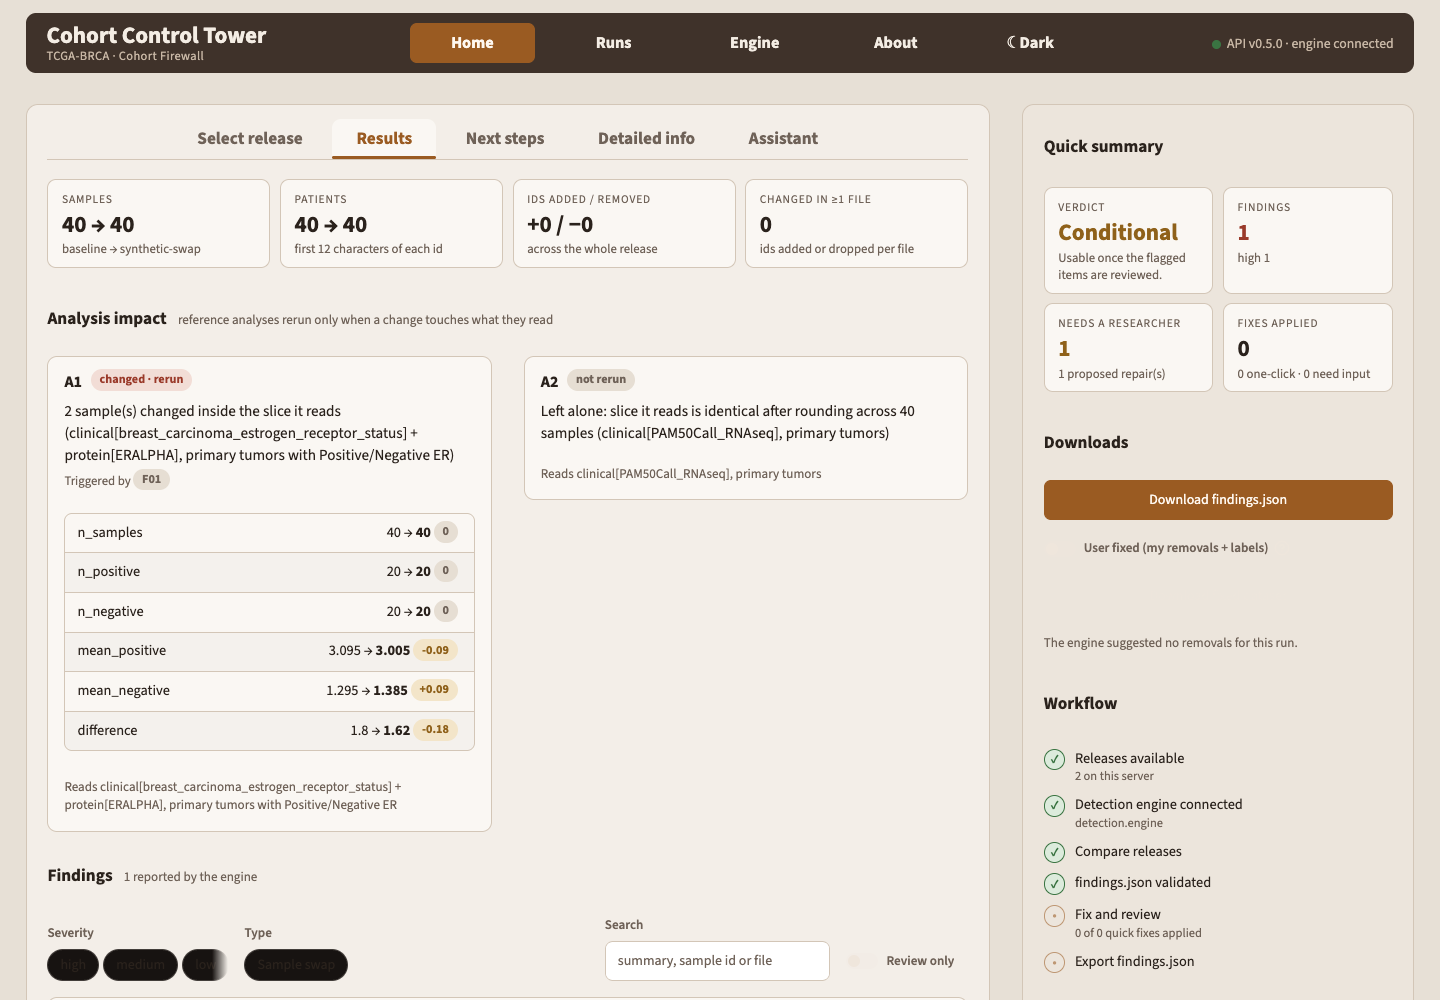 Cohort Control Tower
TCGA-BRCA · Cohort Firewall
Home
Runs
Engine
About
☾ Dark
API v0.5.0 · engine connected
Select release
Results
Next steps
Detailed info
Assistant
SAMPLES
40 → 40
baseline → synthetic-swap
PATIENTS
40 → 40
first 12 characters of each id
IDS ADDED / REMOVED
+0 / −0
across the whole release
CHANGED IN ≥1 FILE
0
ids added or dropped per file
Analysis impact reference analyses rerun only when a change touches what they read
A1 changed · rerun
2 sample(s) changed inside the slice it reads
(clinical[breast_carcinoma_estrogen_receptor_status] +
protein[ERALPHA], primary tumors with Positive/Negative ER)
Triggered by F01
n_samples 40 → 40 0
n_positive 20 → 20 0
n_negative 20 → 20 0
mean_positive 3.095 → 3.005 -0.09
mean_negative 1.295 → 1.385 +0.09
difference 1.8 → 1.62 -0.18
Reads clinical[breast_carcinoma_estrogen_receptor_status] +
protein[ERALPHA], primary tumors with Positive/Negative ER
A2 not rerun
Left alone: slice it reads is identical after rounding across 40
samples (clinical[PAM50Call_RNAseq], primary tumors)
Reads clinical[PAM50Call_RNAseq], primary tumors
Findings 1 reported by the engine
Severity
high medium low
Type
Sample swap
Search
summary, sample id or file
Review only
Quick summary
VERDICT
Conditional
Usable once the flagged
items are reviewed.
FINDINGS
1
high 1
NEEDS A RESEARCHER
1
1 proposed repair(s)
FIXES APPLIED
0
0 one-click · 0 need input
Downloads
Download findings.json
User fixed (my removals + labels)
The engine suggested no removals for this run.
Workflow
Releases available
2 on this server
Detection engine connected
detection.engine
Compare releases
findings.json validated
Fix and review
0 of 0 quick fixes applied
Export findings.json